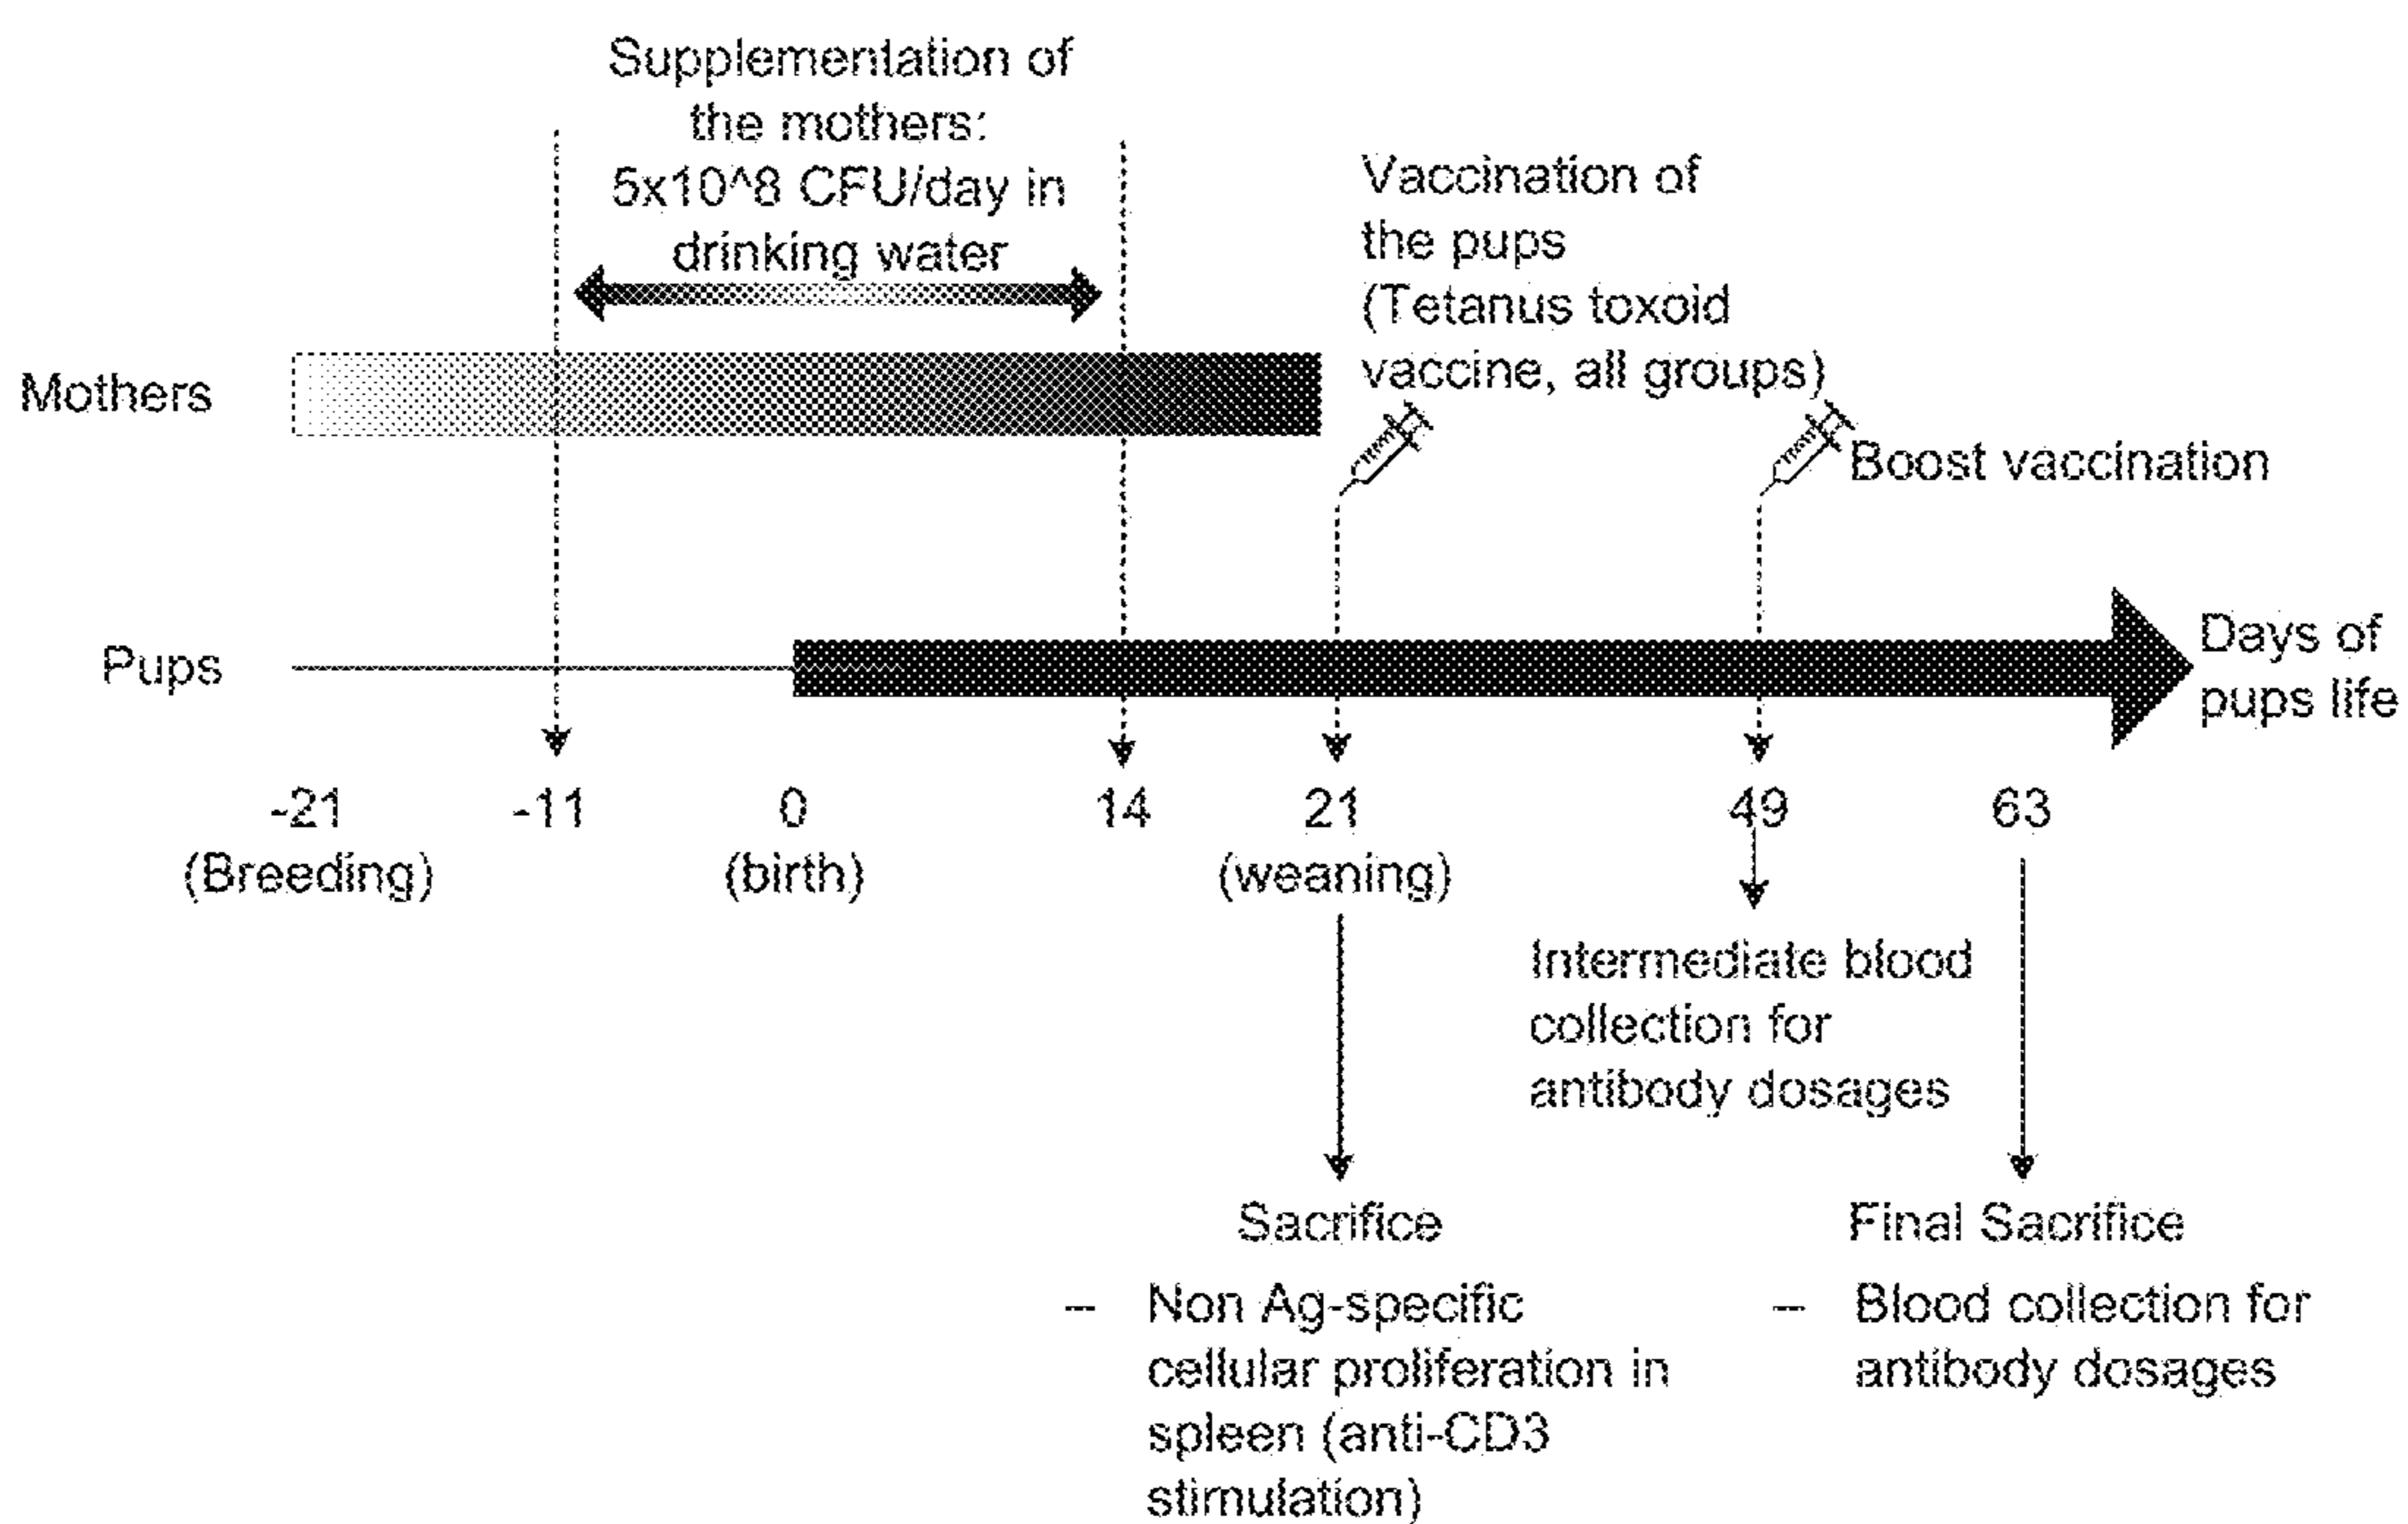 Supplementation of
the mothers:
5x10^8 CFU/day in
drinking water
Vaccination of
the pups
(Tetanus toxoid
vaccine, all groups)
Mothers
Boost vaccination
Pups
Days of
pups life
-21 -11 0 14 21 49 63
(Breeding) (birth) (weaning)
Intermediate blood
collection for
antibody dosages
Sacrifice
– Non Ag-specific
cellular proliferation in
spleen (anti-CD3
stimulation)
Final Sacrifice
– Blood collection for
antibody dosages